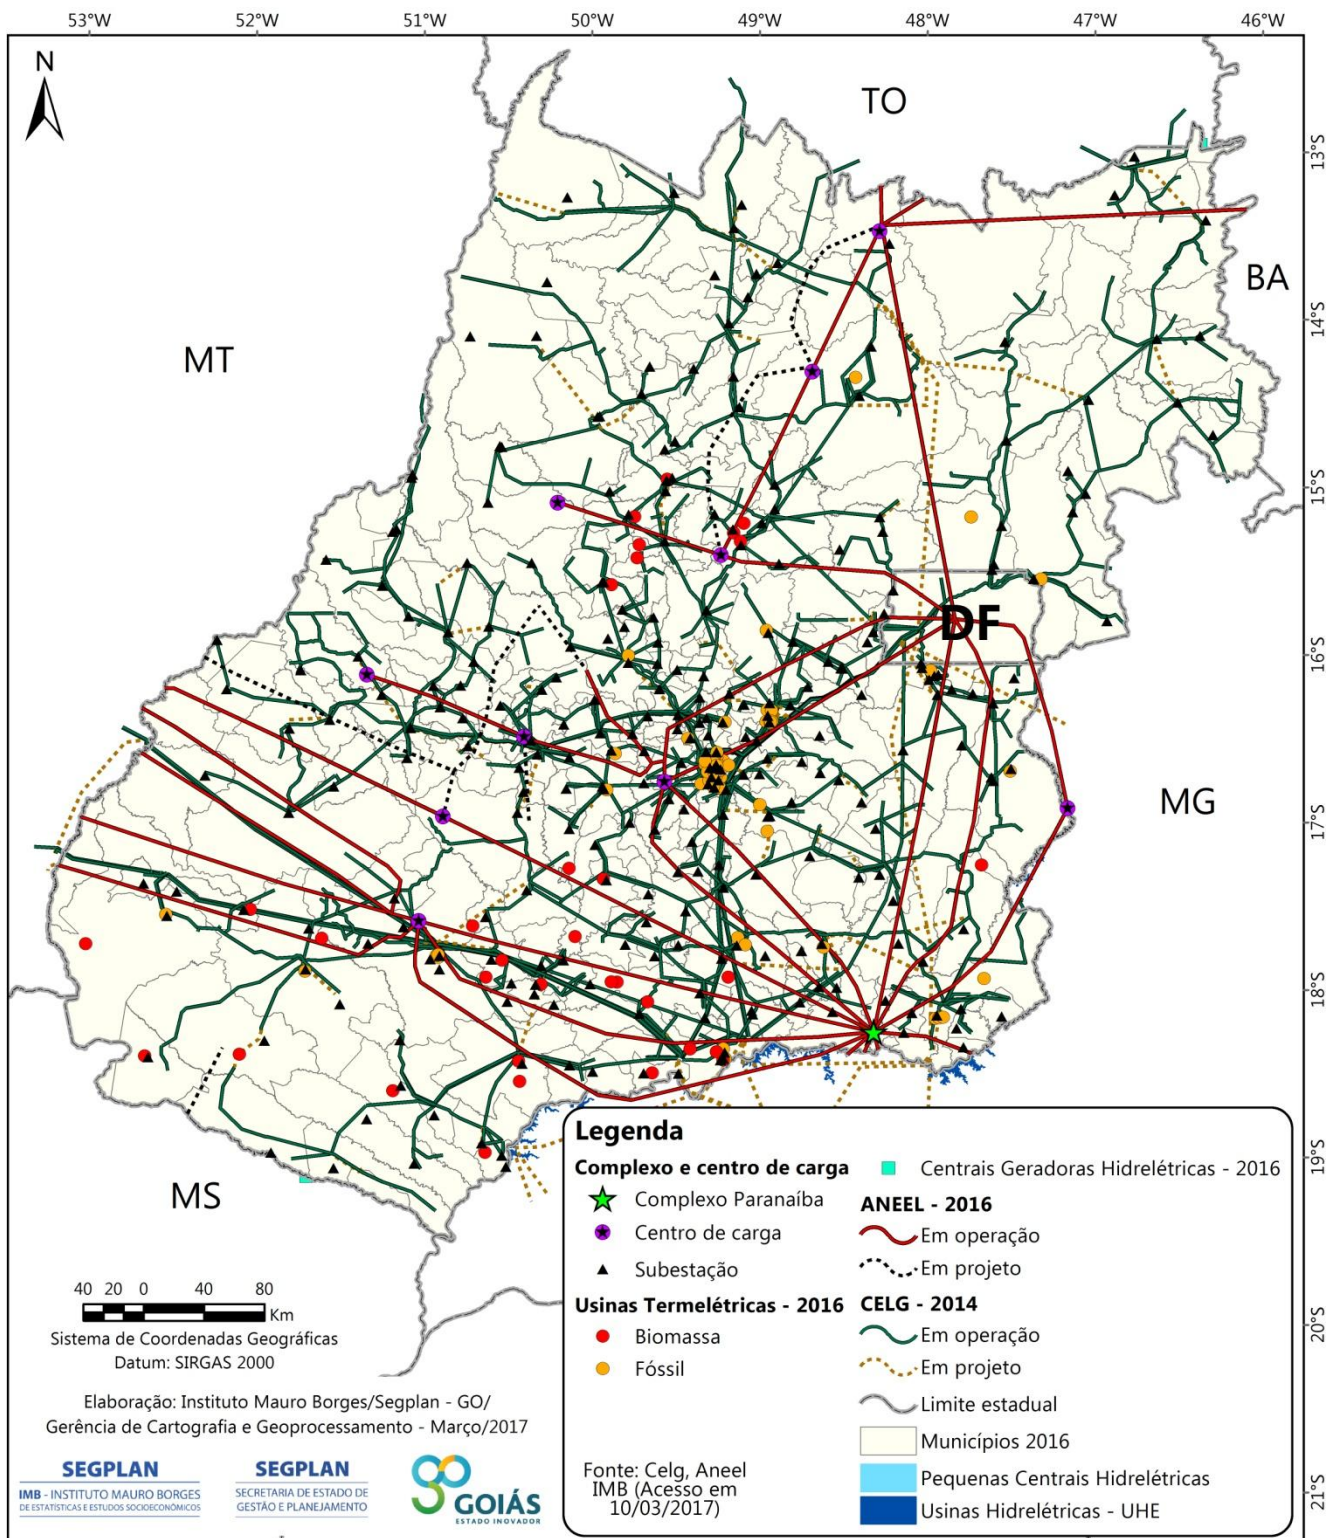 53°W 52°W 51°W 50°W 49°W 48°W 47°W 46°W
N
TO
13°S
BA
14°S
MT
15°S
DF
16°S
MG
17°S
18°S
MS
19°S
20°S
21°S
Legenda
Complexo e centro de carga
Complexo Paranaíba
Centro de carga
Subestação
Usinas Termelétricas - 2016
Biomassa
Fóssil
Centrais Geradoras Hidrelétricas - 2016
ANEEL - 2016
Em operação
Em projeto
CELG - 2014
Em operação
Em projeto
Limite estadual
Municípios 2016
Pequenas Centrais Hidrelétricas
Usinas Hidrelétricas - UHE
Fonte: Celg, Aneel
IMB (Acesso em
10/03/2017)
40 20 0 40 80
Km
Sistema de Coordenadas Geográficas
Datum: SIRGAS 2000
Elaboração: Instituto Mauro Borges/Segplan - GO/
Gerência de Cartografia e Geoprocessamento - Março/2017
SEGPLAN
IMB - INSTITUTO MAURO BORGES
DE ESTATÍSTICAS E ESTUDOS SOCIOECONÔMICOS
SEGPLAN
SECRETARIA DE ESTADO DE
GESTÃO E PLANEJAMENTO
GOIÁS
ESTADO INOVADOR